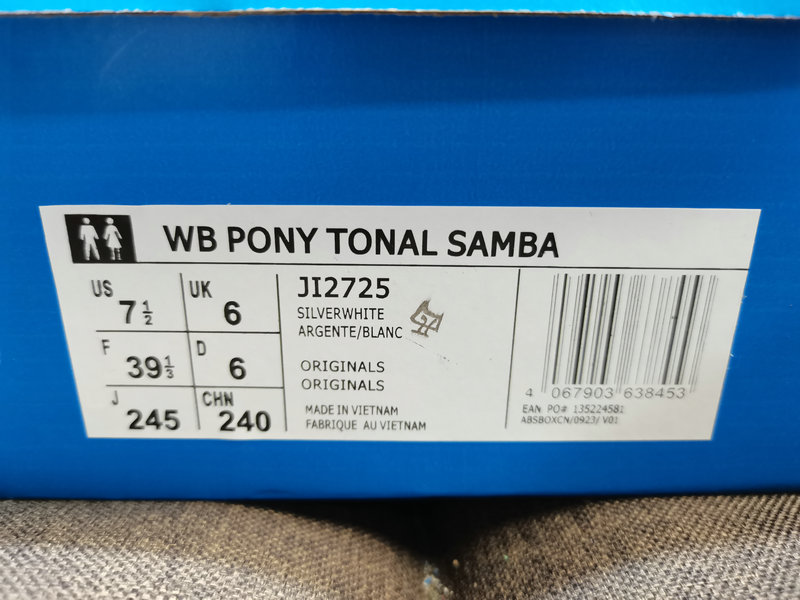 WB PONY TONAL SAMBA
US 7 1/2 UK 6
F 39 1/3 D 6
J 245 CHN 240
JI2725
SILVERWHITE
ARGENTE/BLANC
ORIGINALS
ORIGINALS
MADE IN VIETNAM
FABRIQUE AU VIETNAM
4 067903 638453
EAN PO# 135224581
ABSBOXCN/0923/ V01